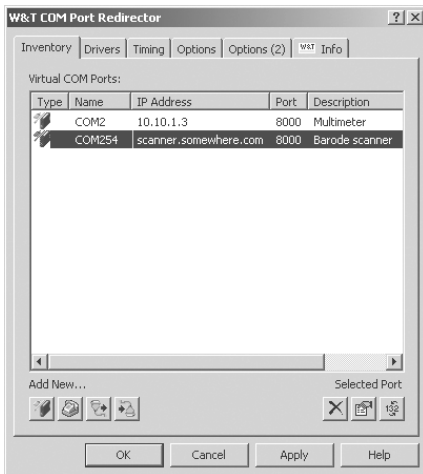 W&T COM Port Redirector
Inventory Drivers Timing Options Options (2) W&T Info
Virtual COM Ports:
Type Name IP Address Port Description
COM2 10.10.1.3 8000 Multimeter
COM254 scanner.somewhere.com 8000 Barode scanner
Add New... Selected Port
OK Cancel Apply Help